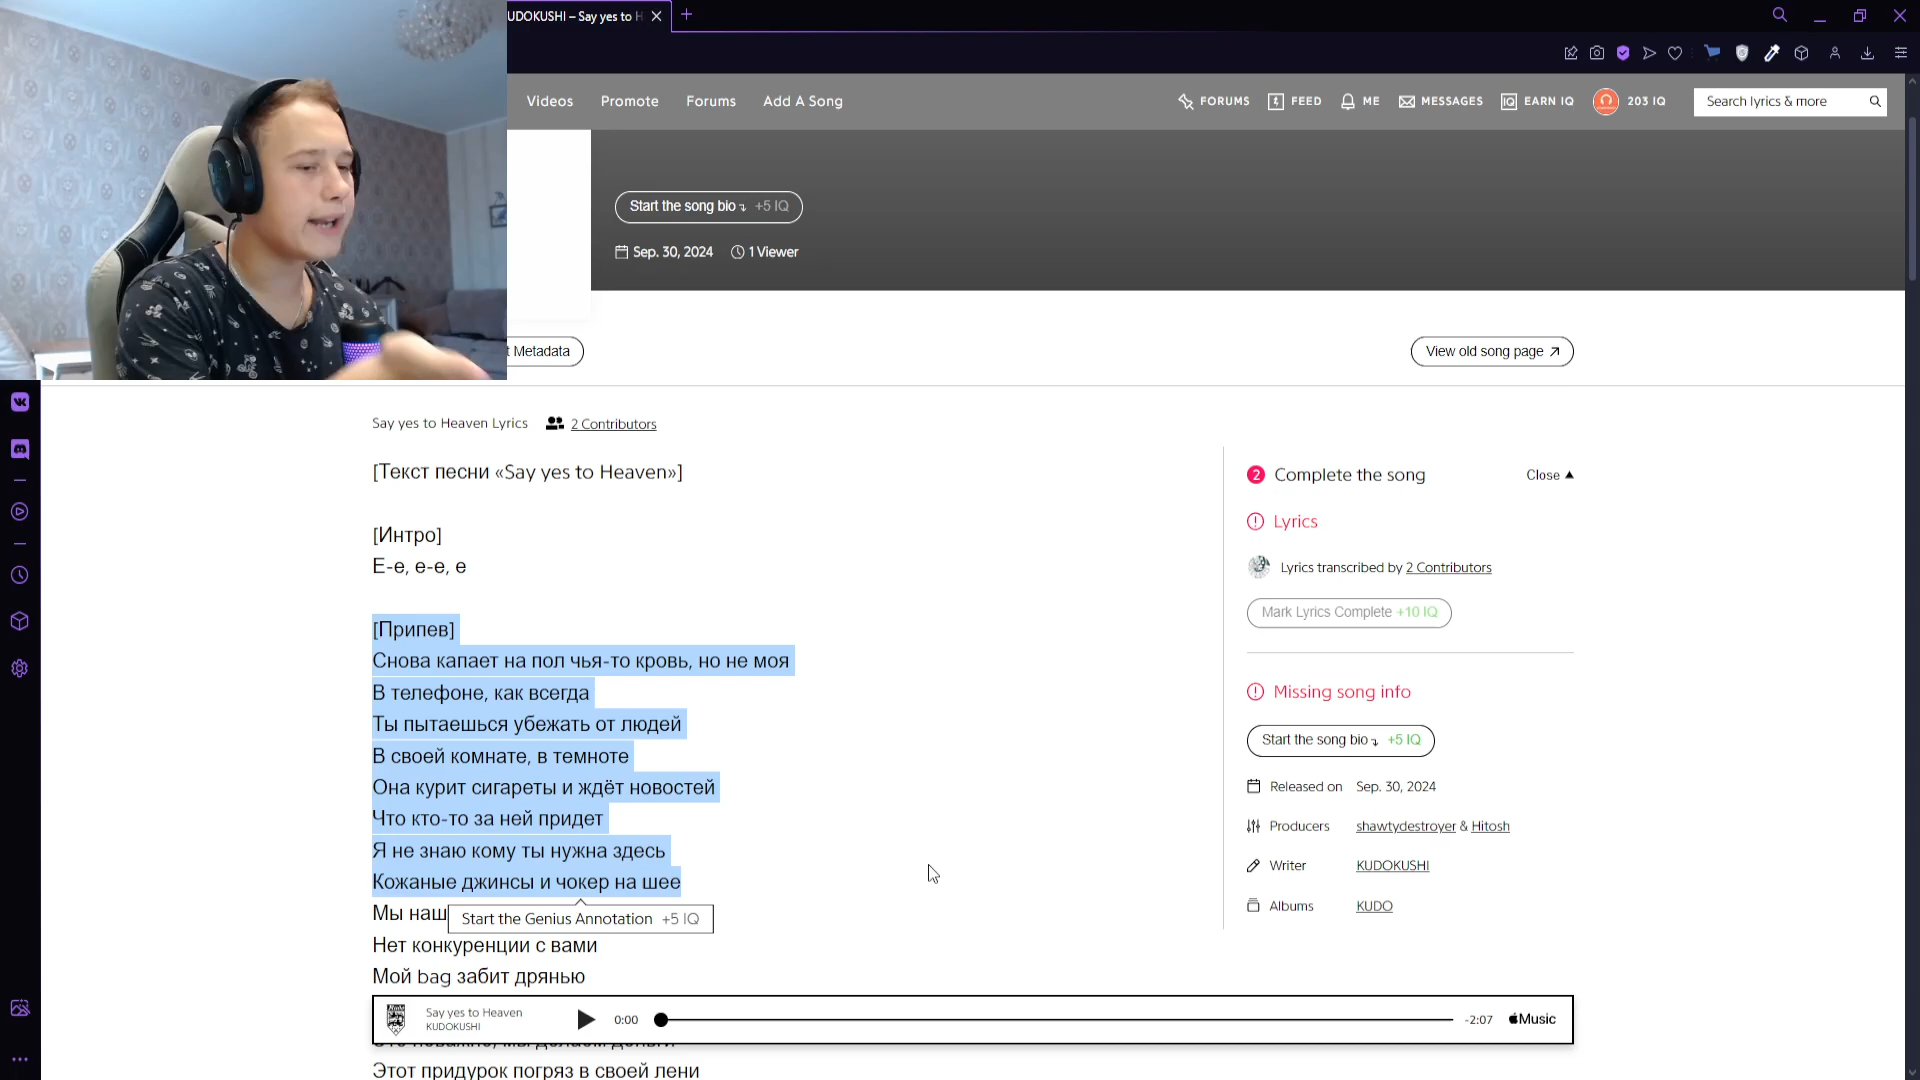 UDOKUSHI – Say yes to H
Videos
Promote
Forums
Add A Song
FORUMS
FEED
ME
MESSAGES
EARN IQ
203 IQ
Search lyrics & more
Start the song bio +5 IQ
Sep. 30, 2024
1 Viewer
t Metadata
View old song page
Say yes to Heaven Lyrics
2 Contributors
[Текст песни «Say yes to Heaven»]
[Интро]
Е-е, е-е, е
[Припев]
Снова капает на пол чья-то кровь, но не моя
В телефоне, как всегда
Ты пытаешься убежать от людей
В своей комнате, в темноте
Она курит сигареты и ждёт новостей
Что кто-то за ней придет
Я не знаю кому ты нужна здесь
Кожаные джинсы и чокер на шее
Мы наш
Start the Genius Annotation +5 IQ
Нет конкуренции с вами
Мой bag забит дрянью
Этот придурок погряз в своей лени
2 Complete the song
Close
Lyrics
Lyrics transcribed by 2 Contributors
Mark Lyrics Complete +10 IQ
Missing song info
Start the song bio +5 IQ
Released on Sep. 30, 2024
Producers shawtydestroyer & Hitosh
Writer KUDOKUSHI
Albums KUDO
Say yes to Heaven
KUDOKUSHI
0:00
-2:07
Music